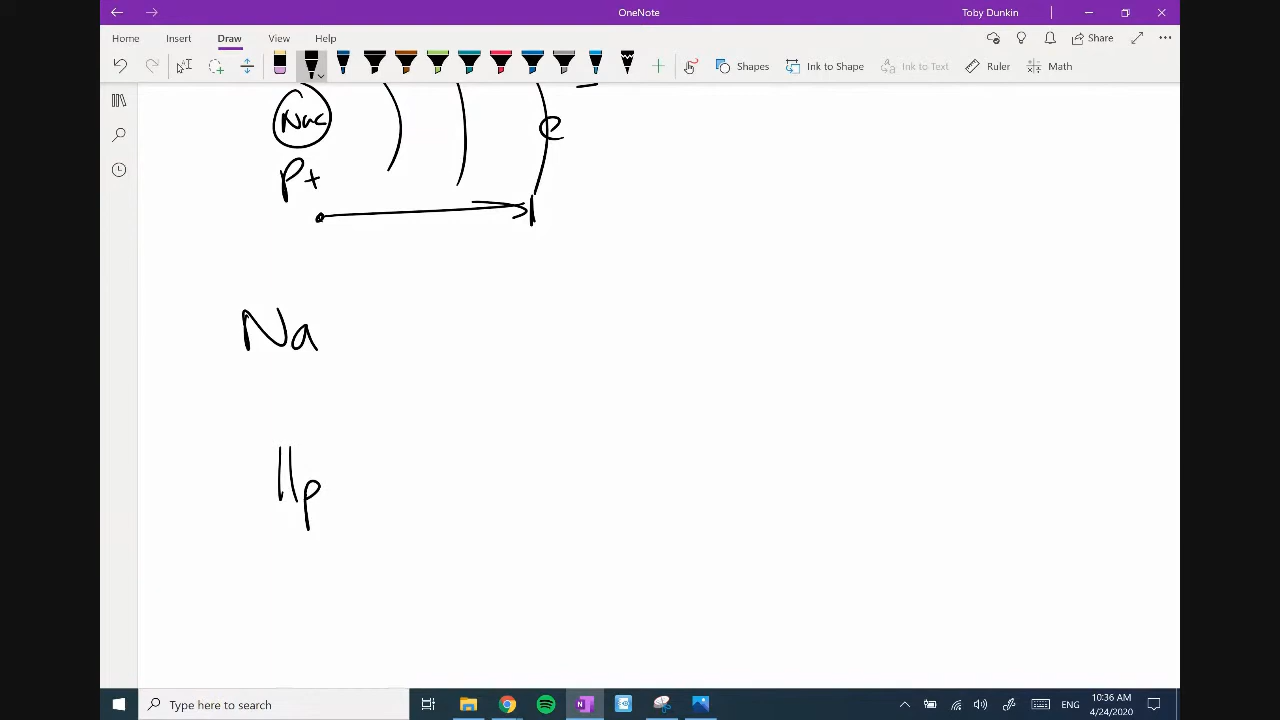 OneNote
Toby Dunkin
Home Insert Draw View Help
Share
Shapes Ink to Shape Ink to Text Ruler Math
Nuc
e
P+
Na
11p
Type here to search
ENG
10:36 AM
4/24/2020